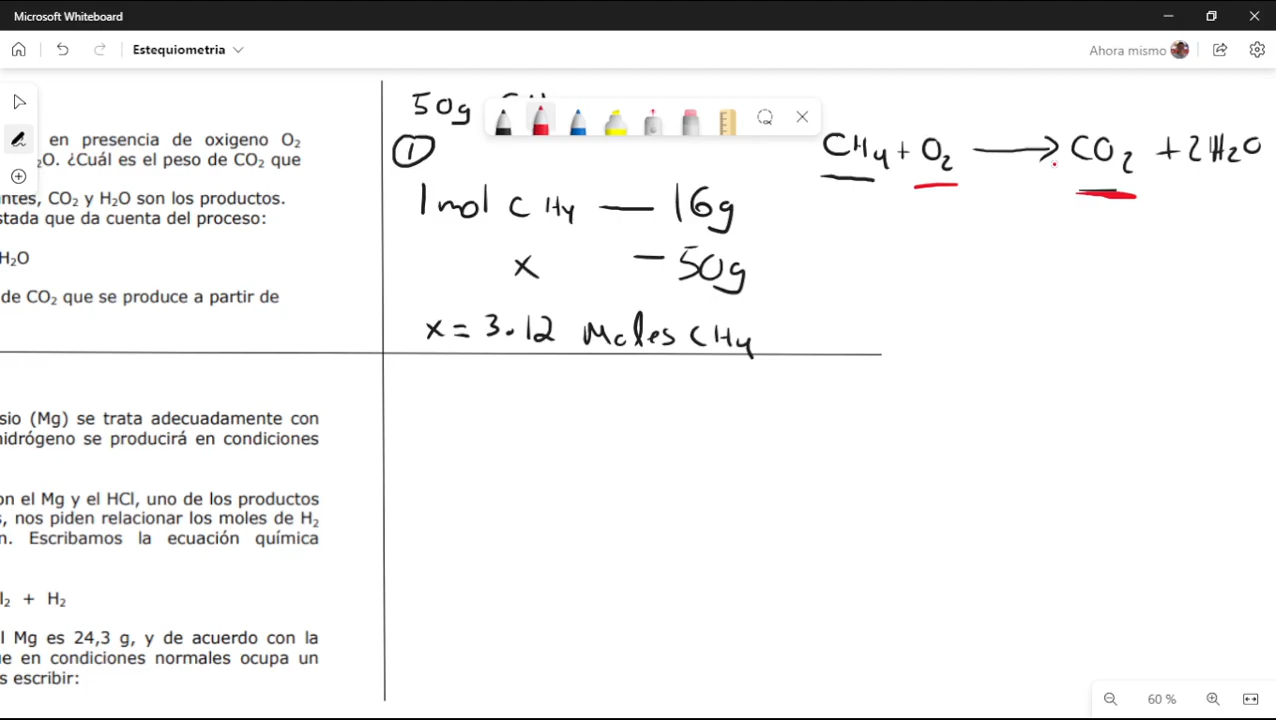 Microsoft Whiteboard
Estequiometria
Ahora mismo
en presencia de oxigeno O₂
₂O. ¿Cuál es el peso de CO₂ que
ntes, CO₂ y H₂O son los productos.
stada que da cuenta del proceso:
H₂O
de CO₂ que se produce a partir de
sio (Mg) se trata adecuadamente con
hidrógeno se producirá en condiciones
on el Mg y el HCl, uno de los productos
s, nos piden relacionar los moles de H₂
n. Escribamos la ecuación química
l₂ + H₂
l Mg es 24,3 g, y de acuerdo con la
ue en condiciones normales ocupa un
s escribir:
50g
①
1mol CH₄ — 16g
x — 50g
x = 3.12 Moles CH₄
CH₄ + O₂ ⟶ CO₂ + 2H₂O
60 %